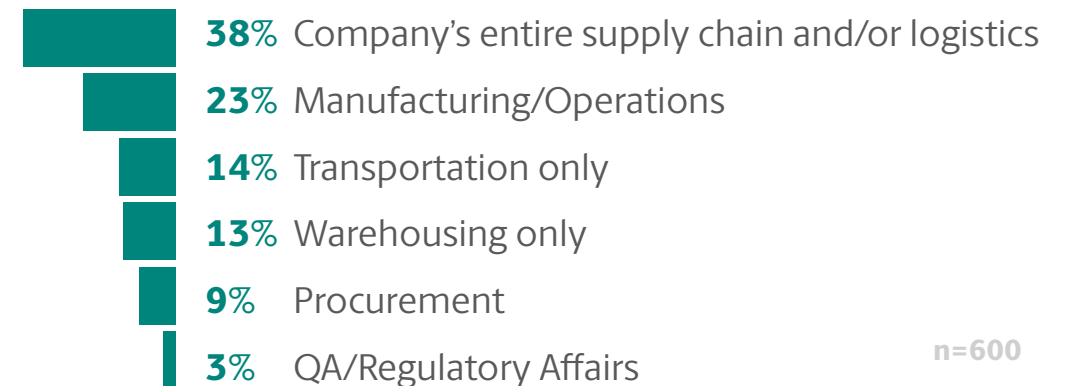 38% Company’s entire supply chain and/or logistics
23% Manufacturing/Operations
14% Transportation only
13% Warehousing only
9% Procurement
3% QA/Regulatory Affairs
n=600